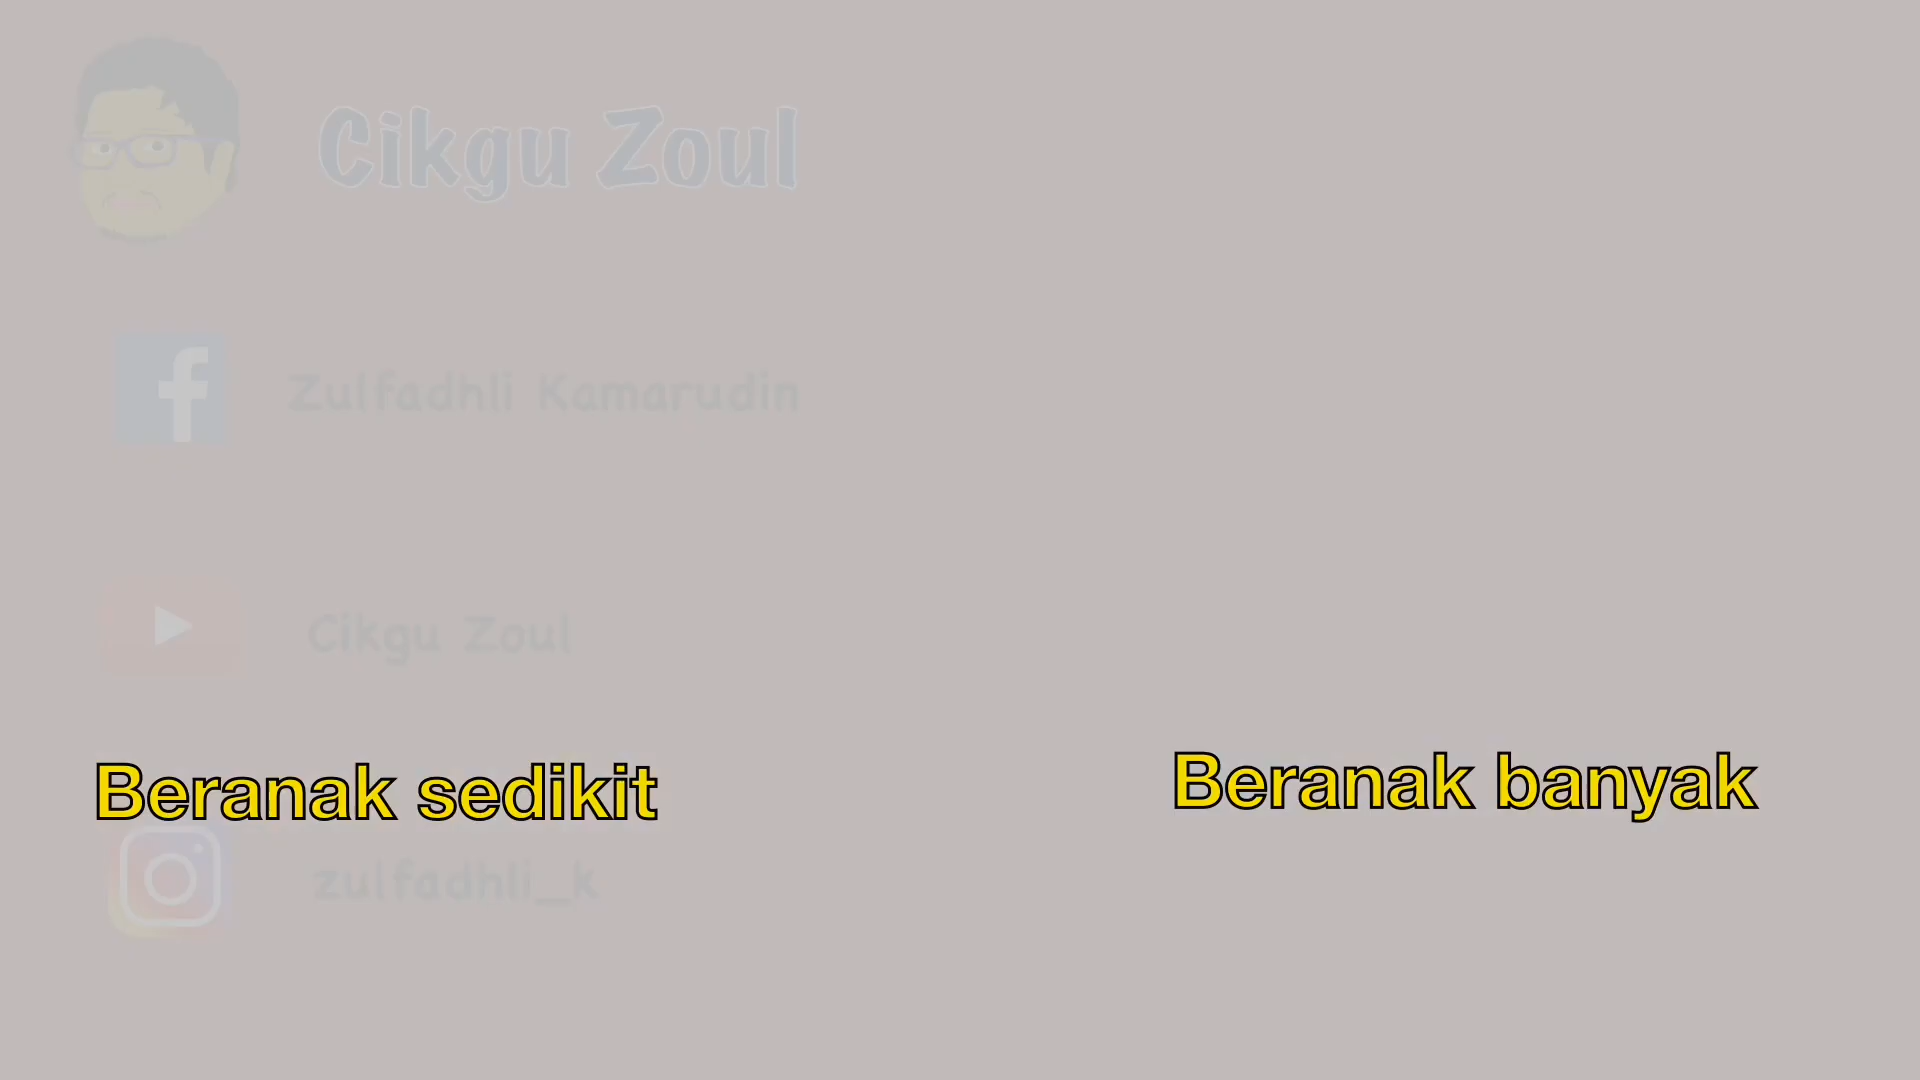 Cikgu Zoul
Zulfadhli Kamarudin
Cikgu Zoul
Beranak sedikit
Beranak banyak
zulfadhli_k